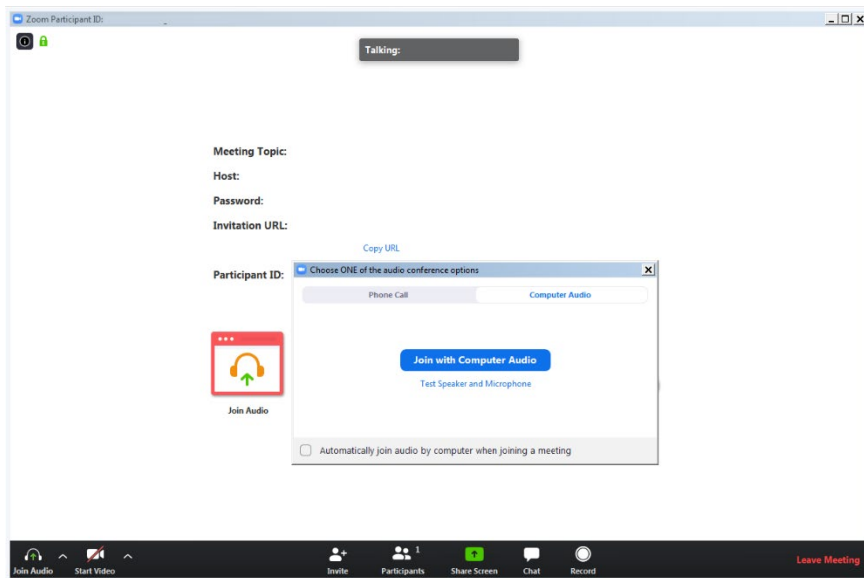 Zoom Participant ID:
Talking:
Meeting Topic:
Host:
Password:
Invitation URL:
Copy URL
Participant ID:
Choose ONE of the audio conference options
Phone Call
Computer Audio
Join with Computer Audio
Test Speaker and Microphone
Automatically join audio by computer when joining a meeting
Join Audio
Join Audio
Start Video
Invite
1
Participants
Share Screen
Chat
Record
Leave Meeting